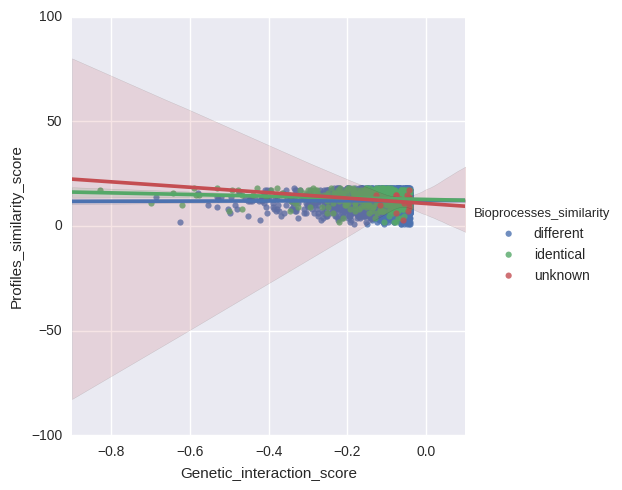 100
50
0
−50
−100
Profiles_similarity_score
−0.8
−0.6
−0.4
−0.2
0.0
Genetic_interaction_score
Bioprocesses_similarity
different
identical
unknown